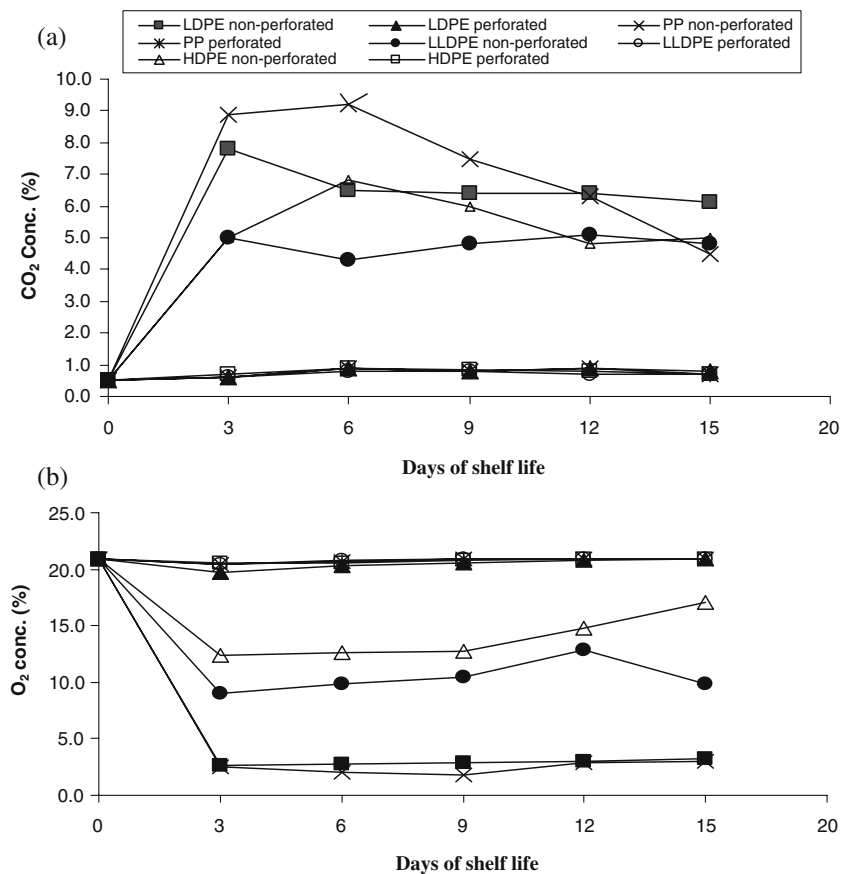 (a)
LDPE non-perforated LDPE perforated PP non-perforated
PP perforated LLDPE non-perforated LLDPE perforated
HDPE non-perforated HDPE perforated
10.0
9.0
8.0
7.0
6.0
5.0
4.0
3.0
2.0
1.0
0.0
CO2 Conc. (%)
0 3 6 9 12 15 20
Days of shelf life
(b)
25.0
20.0
15.0
10.0
5.0
0.0
O2 conc. (%)
0 3 6 9 12 15 20
Days of shelf life